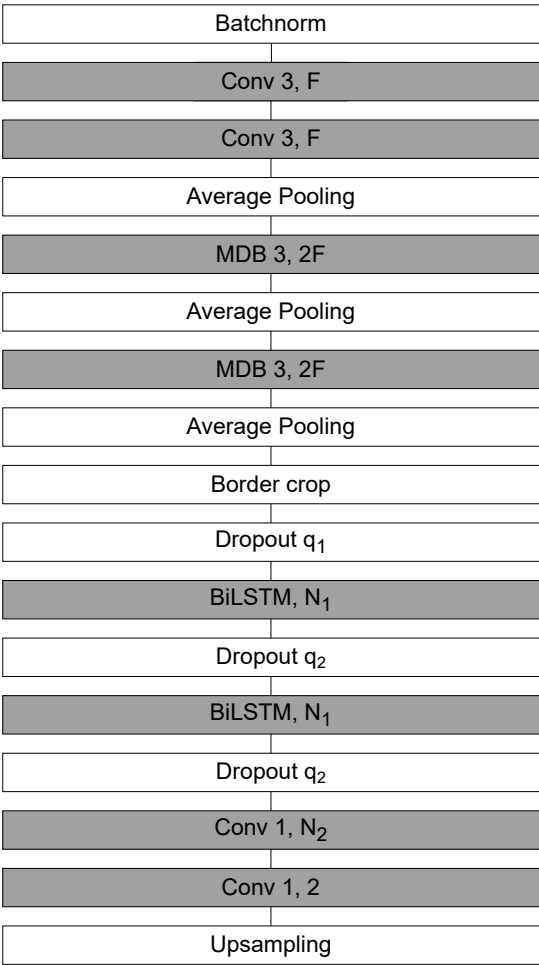 Batchnorm
Conv 3, F
Conv 3, F
Average Pooling
MDB 3, 2F
Average Pooling
MDB 3, 2F
Average Pooling
Border crop
Dropout q₁
BiLSTM, N₁
Dropout q₂
BiLSTM, N₁
Dropout q₂
Conv 1, N₂
Conv 1, 2
Upsampling